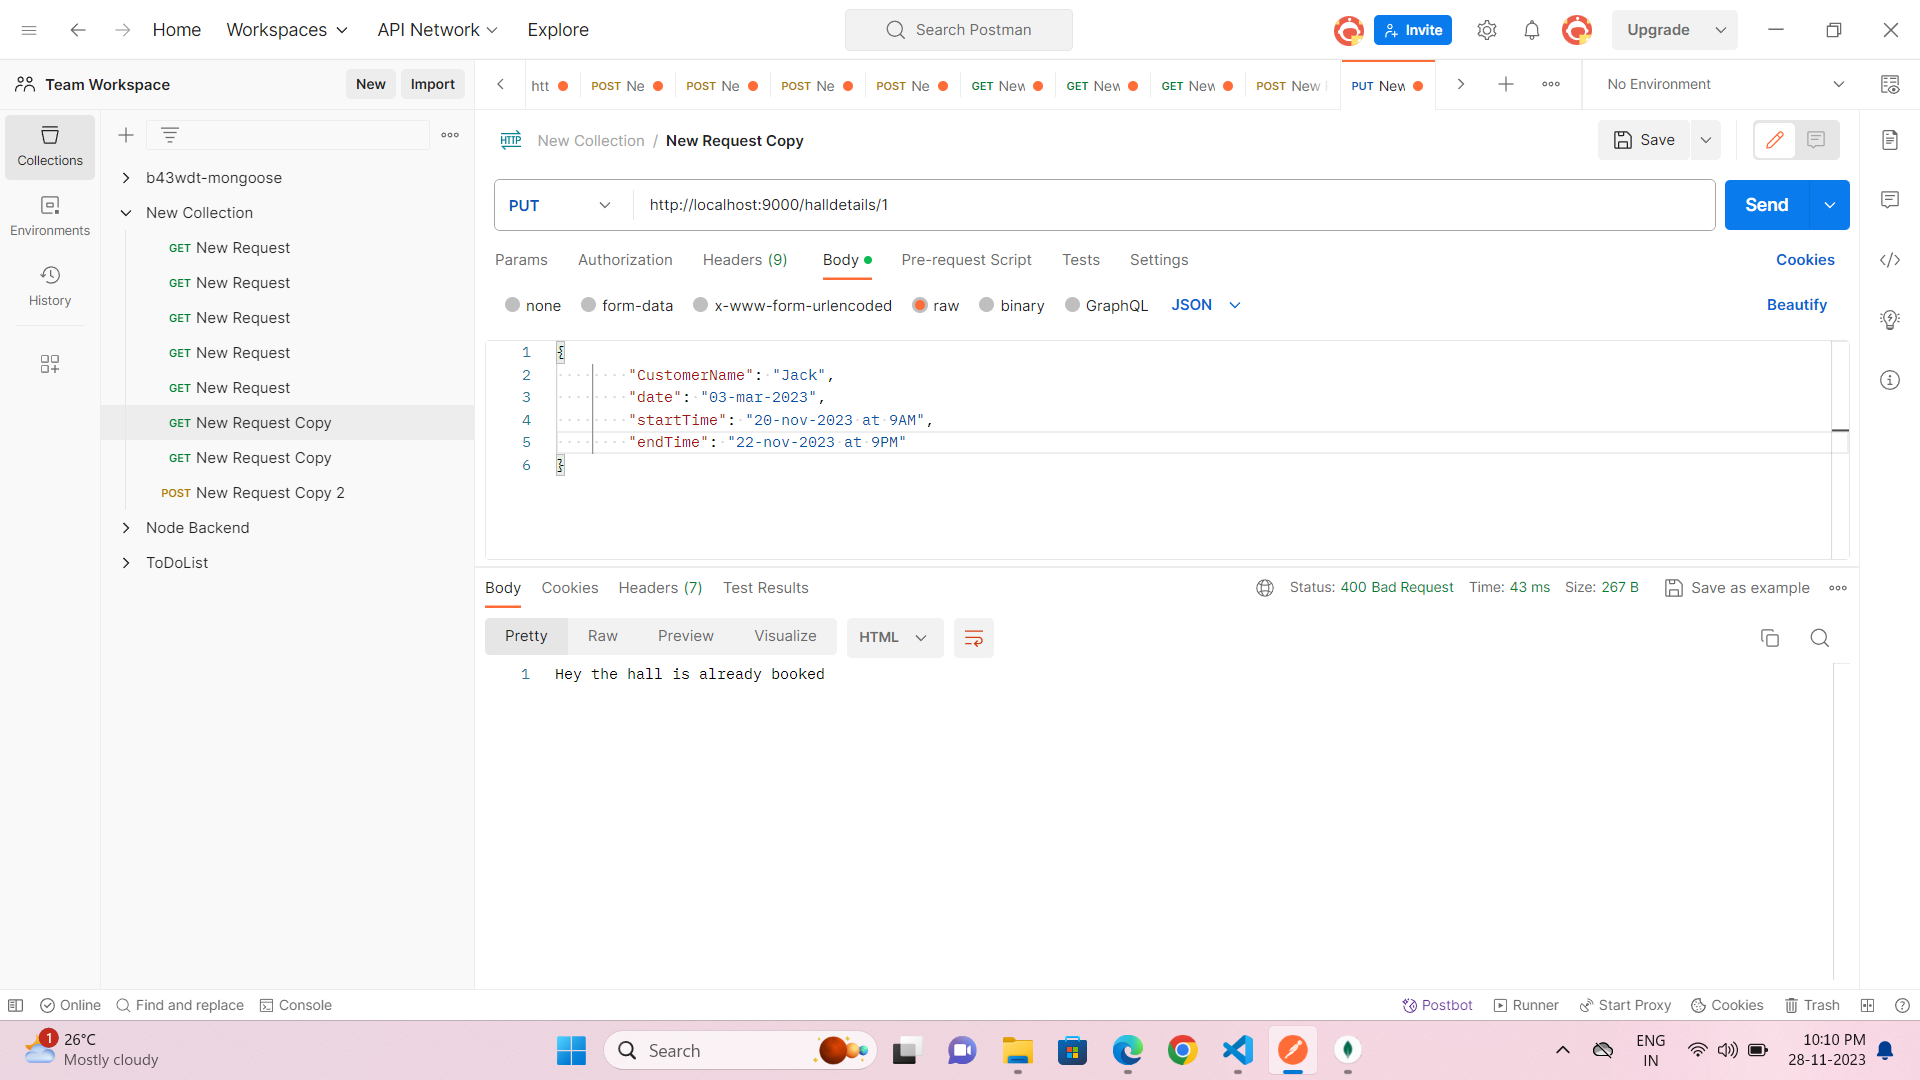 Home Workspaces API Network Explore Search Postman Invite Upgrade
Team Workspace New Import htt POST Ne POST Ne POST Ne POST Ne GET New GET New GET New POST New PUT New No Environment
Collections
Environments
History
b43wdt-mongoose
New Collection
GET New Request
GET New Request
GET New Request
GET New Request
GET New Request
GET New Request Copy
GET New Request Copy
POST New Request Copy 2
Node Backend
ToDoList
HTTP New Collection / New Request Copy Save
PUT http://localhost:9000/halldetails/1 Send
Params Authorization Headers (9) Body Pre-request Script Tests Settings Cookies
none form-data x-www-form-urlencoded raw binary GraphQL JSON Beautify
1 {
2 "CustomerName": "Jack",
3 "date": "03-mar-2023",
4 "startTime": "20-nov-2023 at 9AM",
5 "endTime": "22-nov-2023 at 9PM"
6 }
Body Cookies Headers (7) Test Results Status: 400 Bad Request Time: 43 ms Size: 267 B Save as example
Pretty Raw Preview Visualize HTML
1 Hey the hall is already booked
Online Find and replace Console Postbot Runner Start Proxy Cookies Trash
1 26°C
Mostly cloudy
Search
ENG
IN
10:10 PM
28-11-2023